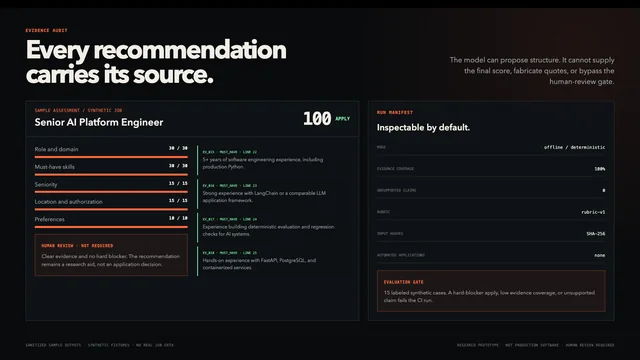 EVIDENCE AUDIT
Every recommendation
carries its source.
The model can propose structure. It cannot supply
the final score, fabricate quotes, or bypass the
human-review gate.
SAMPLE ASSESSMENT / SYNTHETIC JOB
Senior AI Platform Engineer
100 APPLY
Role and domain 30 / 30
Must-have skills 30 / 30
Seniority 15 / 15
Location and authorization 15 / 15
Preferences 10 / 10
HUMAN REVIEW · NOT REQUIRED
Clear evidence and no hard blocker. The recommendation
remains a research aid, not an application decision.
MUST_HAVE · LINE 22
5+ years of software engineering experience, including
production Python.
MUST_HAVE · LINE 23
Strong experience with LangChain or a comparable LLM
application framework.
MUST_HAVE · LINE 24
Experience building deterministic evaluation and regression
checks for AI systems.
MUST_HAVE · LINE 25
Hands-on experience with FastAPI, PostgreSQL, and
containerized services.
RUN MANIFEST
Inspectable by default.
MODE offline / deterministic
EVIDENCE COVERAGE 100%
UNSUPPORTED CLAIMS 0
RUBRIC rubric-v1
INPUT HASHES SHA-256
AUTOMATED APPLICATIONS none
EVALUATION GATE
15 labeled synthetic cases. A hard-blocker apply, low evidence coverage, or unsupported
claim fails the CI run.
SANITIZED SAMPLE OUTPUTS · SYNTHETIC FIXTURES · NO REAL JOB DATA
RESEARCH PROTOTYPE · NOT PRODUCTION SOFTWARE · HUMAN REVIEW REQUIRED